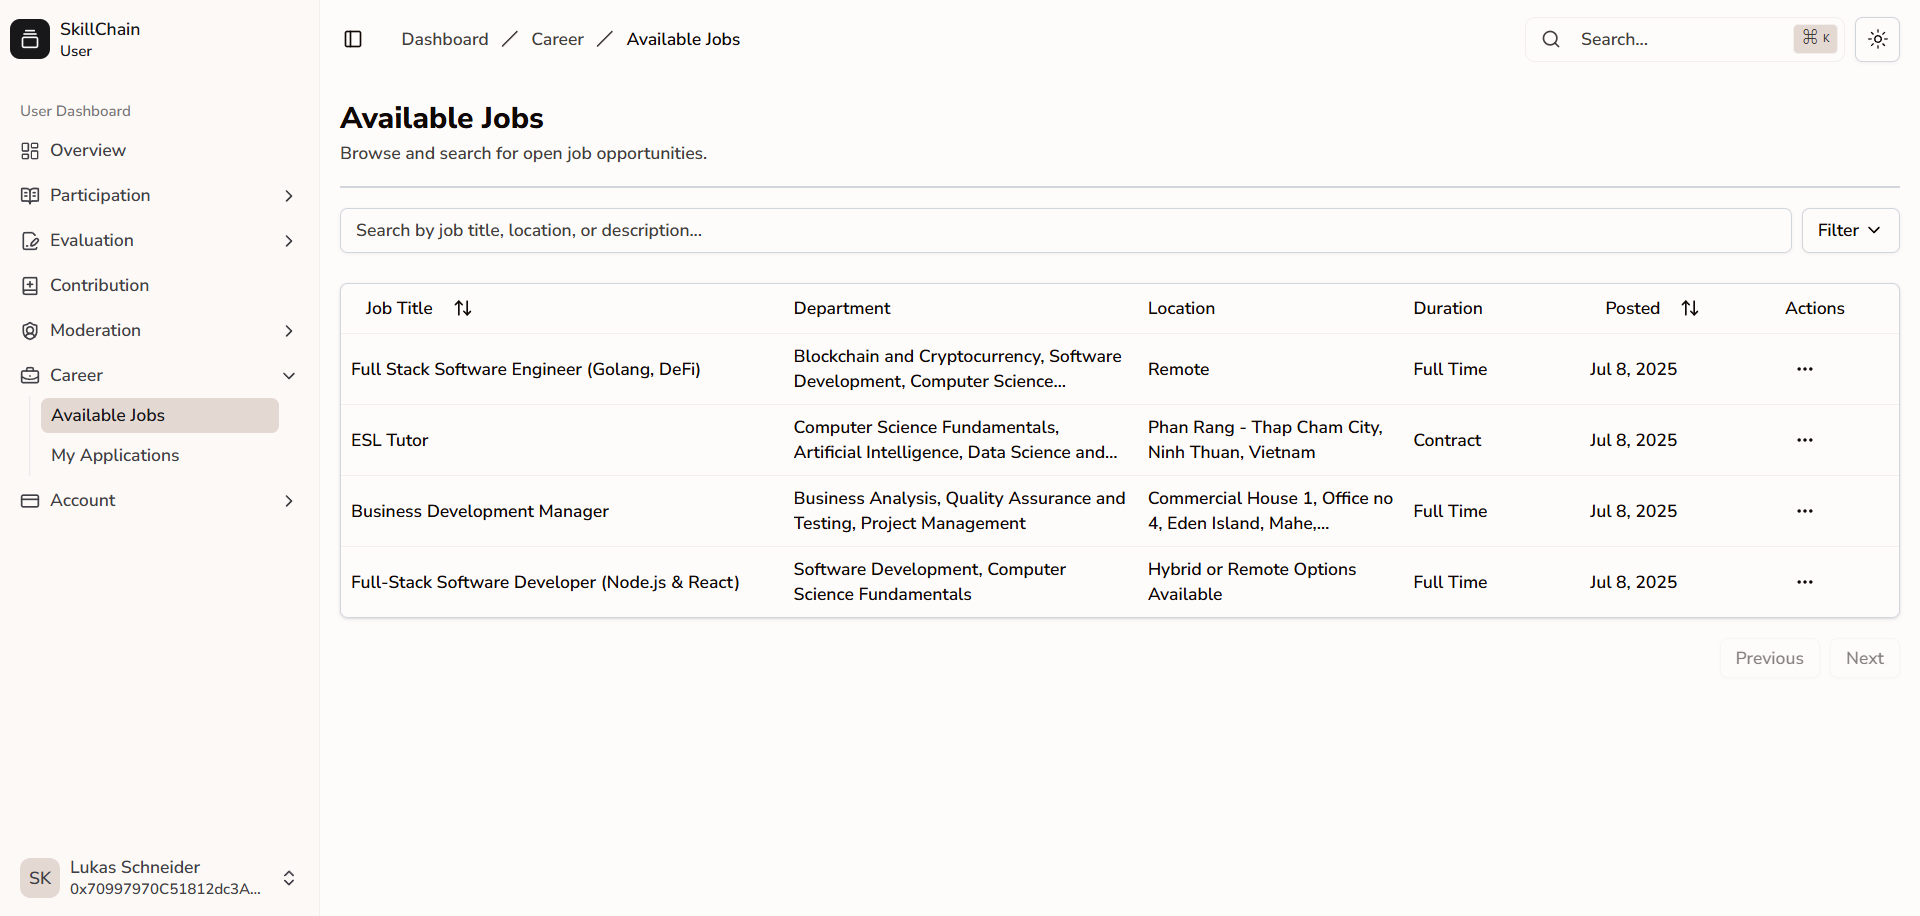 SkillChain
User
User Dashboard
Overview
Participation
Evaluation
Contribution
Moderation
Career
Available Jobs
My Applications
Account
SK
Lukas Schneider
0x70997970C51812dc3A...
Dashboard / Career / Available Jobs
Search...
⌘ K
Available Jobs
Browse and search for open job opportunities.
Search by job title, location, or description...
Filter
Job Title Department Location Duration Posted Actions
Full Stack Software Engineer (Golang, DeFi)
Blockchain and Cryptocurrency, Software
Development, Computer Science...
Remote
Full Time
Jul 8, 2025
ESL Tutor
Computer Science Fundamentals,
Artificial Intelligence, Data Science and...
Phan Rang - Thap Cham City,
Ninh Thuan, Vietnam
Contract
Jul 8, 2025
Business Development Manager
Business Analysis, Quality Assurance and
Testing, Project Management
Commercial House 1, Office no
4, Eden Island, Mahe,...
Full Time
Jul 8, 2025
Full-Stack Software Developer (Node.js & React)
Software Development, Computer
Science Fundamentals
Hybrid or Remote Options
Available
Full Time
Jul 8, 2025
Previous
Next